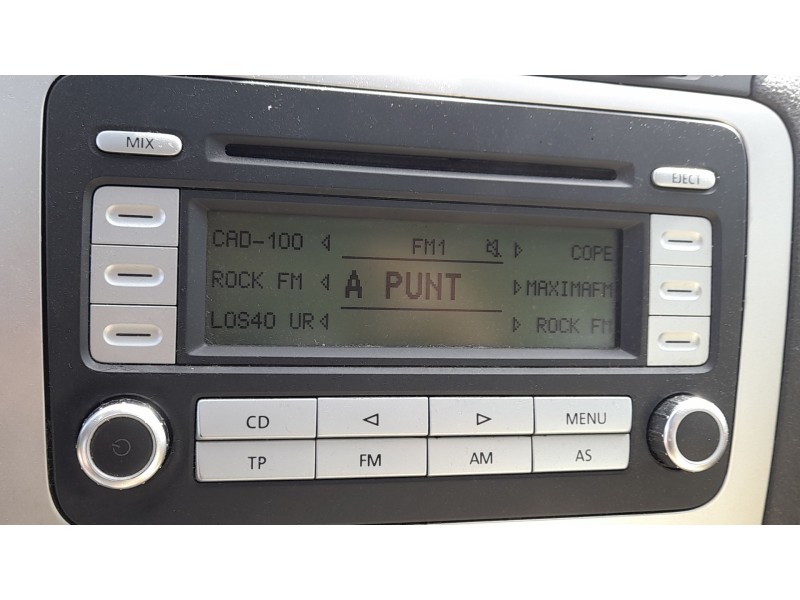 MIX
EJECT
CAD-100 FM1 COPE
ROCK FM A PUNT MAXIMAFM
LOS40 UR ROCK FM
CD MENU
TP FM AM AS